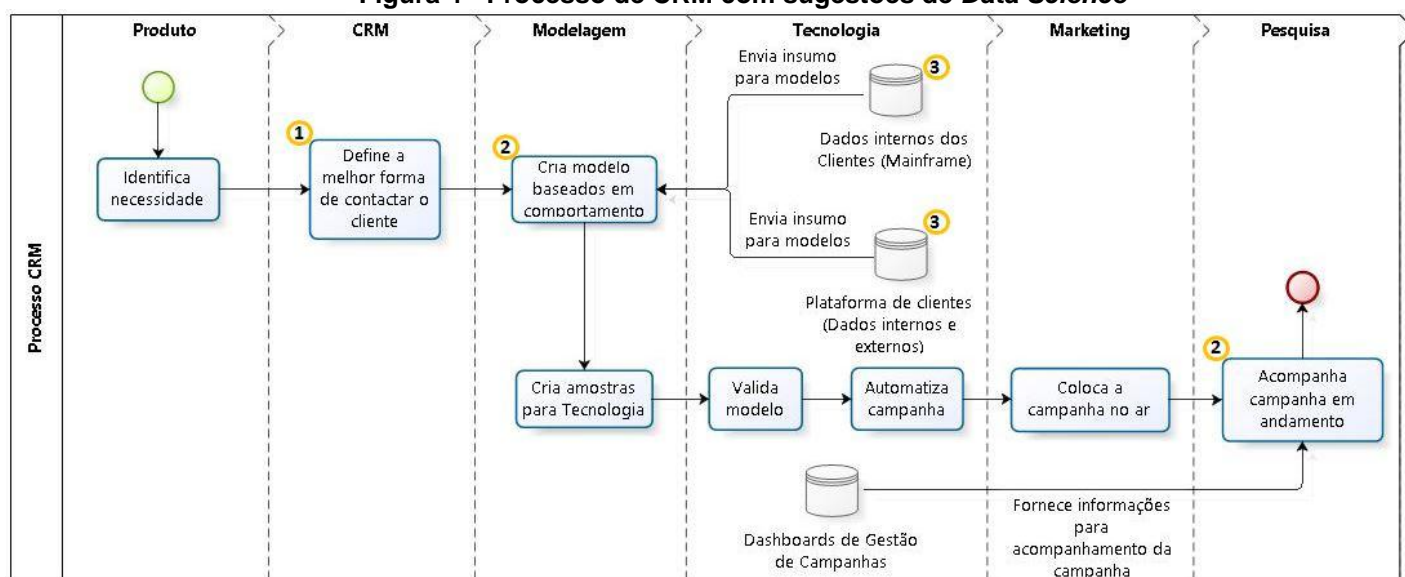 Figura 4 - Processo de CRM com sugestões de Data Science
Produto
CRM
Modelagem
Tecnologia
Marketing
Pesquisa
Processo CRM
Identifica
necessidade
1
Define a
melhor forma
de contactar o
cliente
2
Cria modelo
baseados em
comportamento
Envia insumo
para modelos
3
Dados internos dos
Clientes (Mainframe)
Envia insumo
para modelos
3
Plataforma de clientes
(Dados internos e
externos)
Cria amostras
para Tecnologia
Valida
modelo
Automatiza
campanha
Coloca a
campanha no ar
2
Acompanha
campanha em
andamento
Dashboards de Gestão
de Campanhas
Fornece informações
para
acompanhamento da
campanha